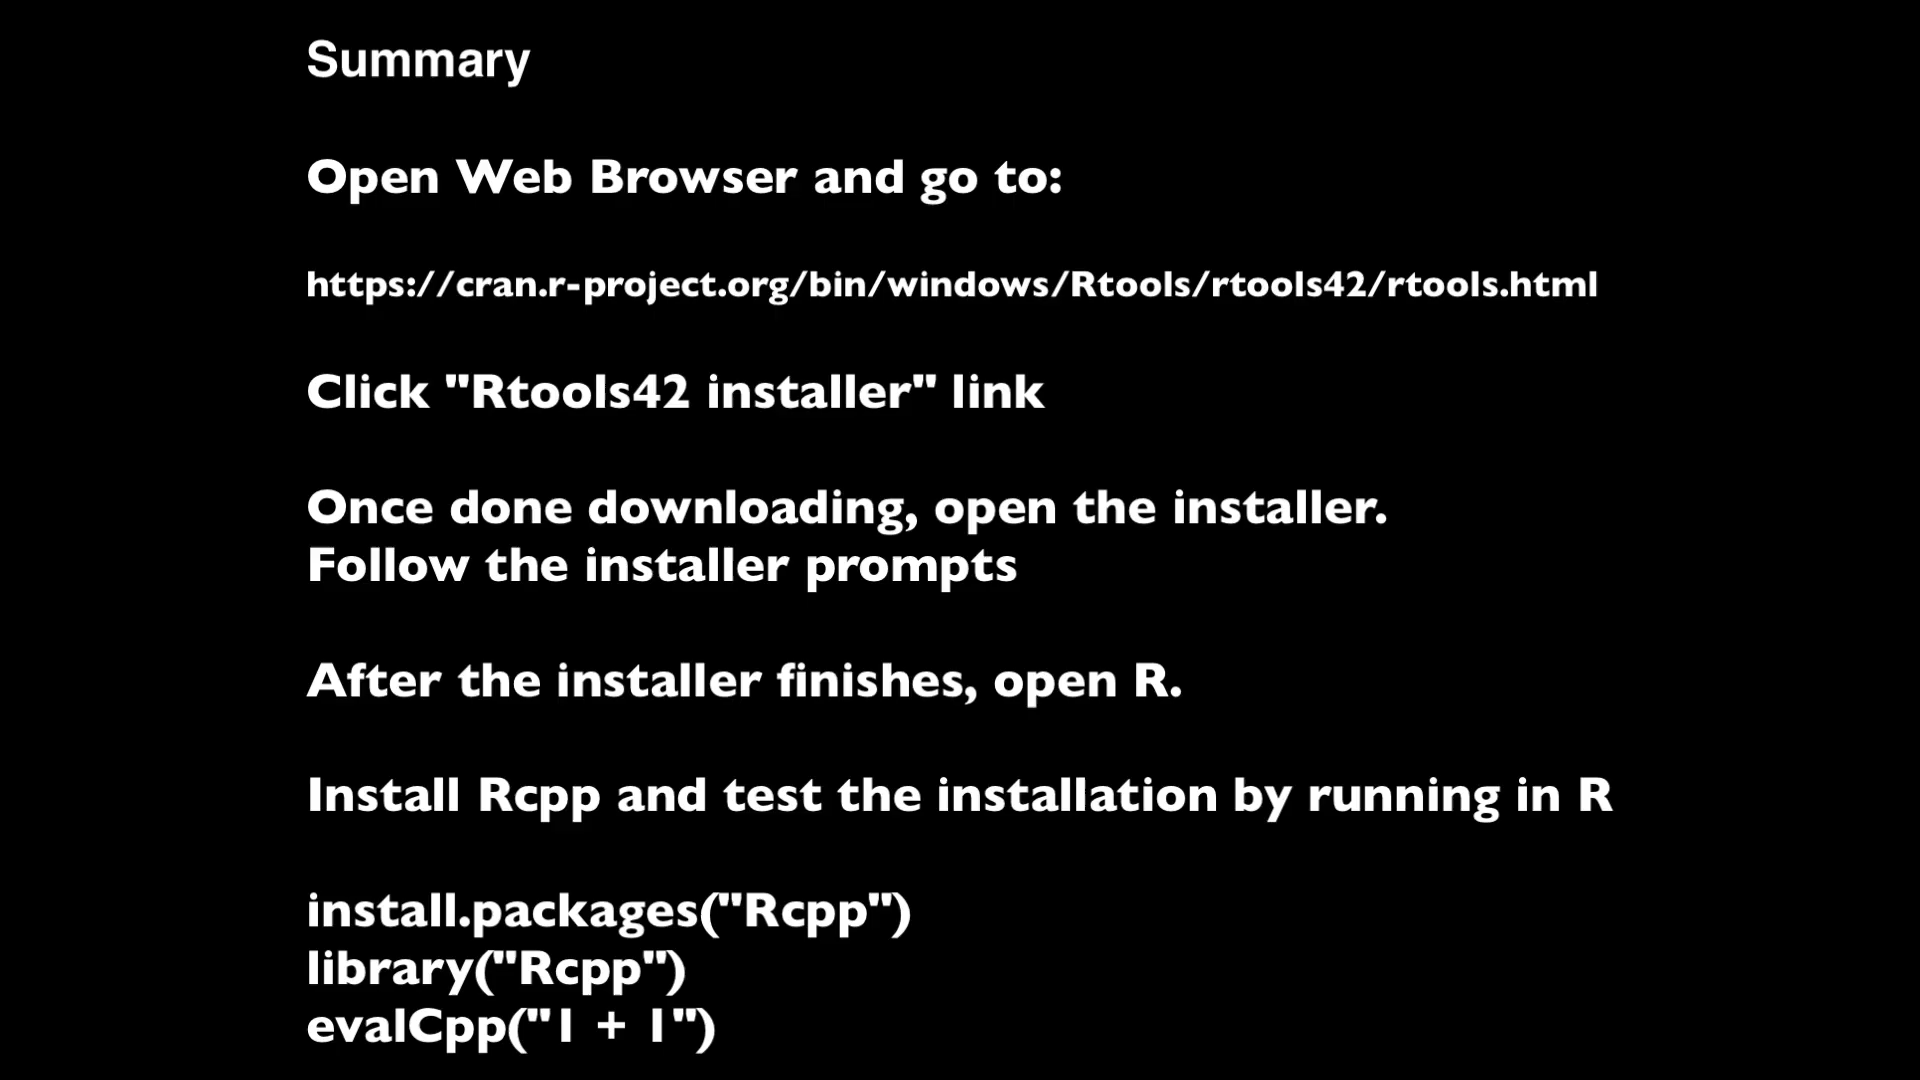 Summary
Open Web Browser and go to:
https://cran.r-project.org/bin/windows/Rtools/rtools42/rtools.html
Click "Rtools42 installer" link
Once done downloading, open the installer.
Follow the installer prompts
After the installer finishes, open R.
Install Rcpp and test the installation by running in R
install.packages("Rcpp")
library("Rcpp")
evalCpp("1 + 1")